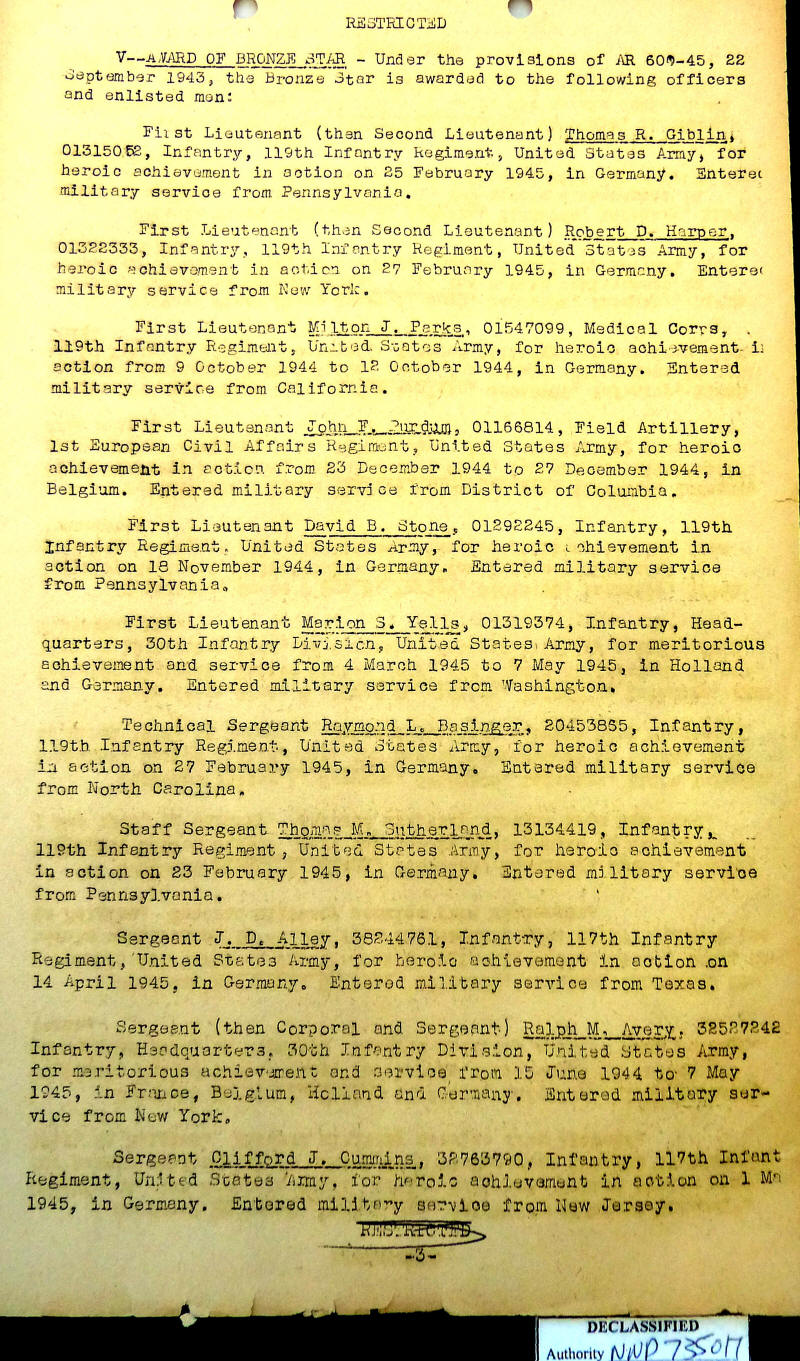 RESTRICTED
V--AWARD OF BRONZE STAR - Under the provisions of AR 600-45, 22
September 1943, the Bronze Star is awarded to the following officers
and enlisted men:
First Lieutenant (then Second Lieutenant) Thomas R. Giblin,
01315052, Infantry, 119th Infantry Regiment, United States Army, for
heroic achievement in action on 25 February 1945, in Germany. Entered
military service from Pennsylvania.
First Lieutenant (then Second Lieutenant) Robert D. Harper,
01322333, Infantry, 119th Infantry Regiment, United States Army, for
heroic achievement in action on 27 February 1945, in Germany. Entered
military service from New York.
First Lieutenant Milton J. Parks, 01547099, Medical Corps,
119th Infantry Regiment, United States Army, for heroic achievement i
action from 9 October 1944 to 12 October 1944, in Germany. Entered
military service from California.
First Lieutenant John F. Purdum, 01166814, Field Artillery,
1st European Civil Affairs Regiment, United States Army, for heroic
achievement in action from 23 December 1944 to 27 December 1944, in
Belgium. Entered military service from District of Columbia.
First Lieutenant David B. Stone, 01292245, Infantry, 119th
Infantry Regiment, United States Army, for heroic achievement in
action on 18 November 1944, in Germany. Entered military service
from Pennsylvania.
First Lieutenant Marion S. Yells, 01319374, Infantry, Head-
quarters, 30th Infantry Division, United States Army, for meritorious
achievement and service from 4 March 1945 to 7 May 1945, in Holland
and Germany. Entered military service from Washington.
Technical Sergeant Raymond L. Basinger, 20453885, Infantry,
119th Infantry Regiment, United States Army, for heroic achievement
in action on 27 February 1945, in Germany. Entered military service
from North Carolina.
Staff Sergeant Thomas M. Sutherland, 13134419, Infantry,
119th Infantry Regiment, United States Army, for heroic achievement
in action on 23 February 1945, in Germany. Entered military service
from Pennsylvania.
Sergeant J. D. Alley, 38244761, Infantry, 117th Infantry
Regiment, United States Army, for heroic achievement in action on
14 April 1945, in Germany. Entered military service from Texas.
Sergeant (then Corporal and Sergeant) Ralph M. Avery, 32527242
Infantry, Headquarters, 30th Infantry Division, United States Army,
for meritorious achievement and service from 15 June 1944 to 7 May
1945, in France, Belgium, Holland and Germany. Entered military ser-
vice from New York.
Sergeant Clifford J. Cummins, 32763790, Infantry, 117th Infant
Regiment, United States Army, for heroic achievement in action on 1 Ma
1945, in Germany. Entered military service from New Jersey.
RESTRICTED
-3-
DECLASSIFIED
Authority NND 735017